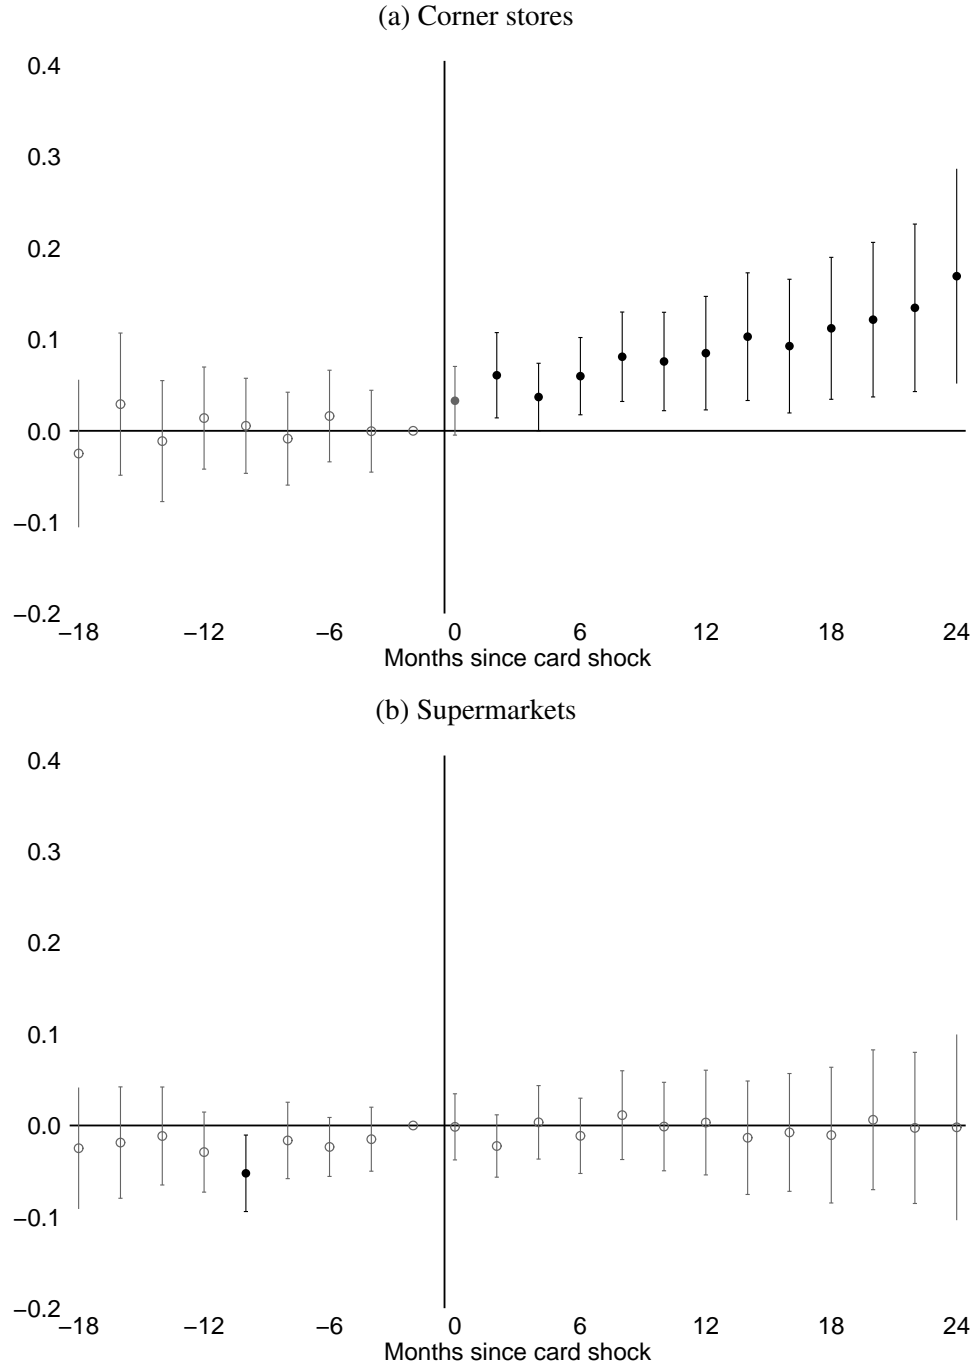 (a) Corner stores
0.4
0.3
0.2
0.1
0.0
−0.1
−0.2
−18 −12 −6 0 6 12 18 24
Months since card shock
(b) Supermarkets
0.4
0.3
0.2
0.1
0.0
−0.1
−0.2
−18 −12 −6 0 6 12 18 24
Months since card shock